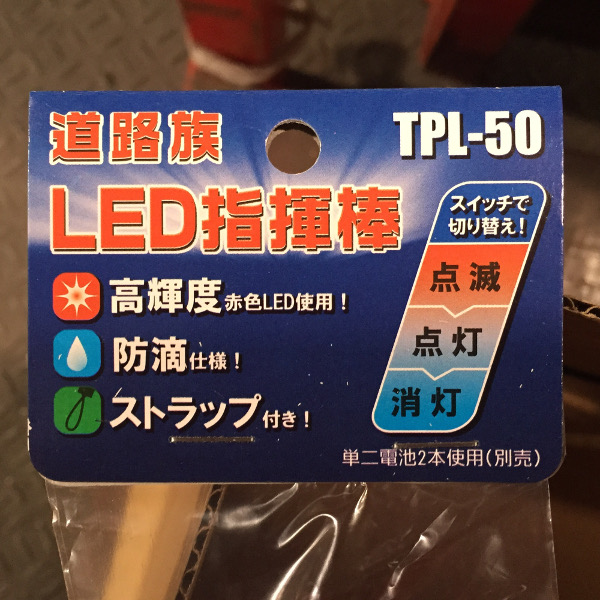 道路族
TPL-50
LED指揮棒
スイッチで
切り替え!
点滅
点灯
消灯
高輝度赤色LED使用!
防滴仕様!
ストラップ付き!
単二電池2本使用(別売)